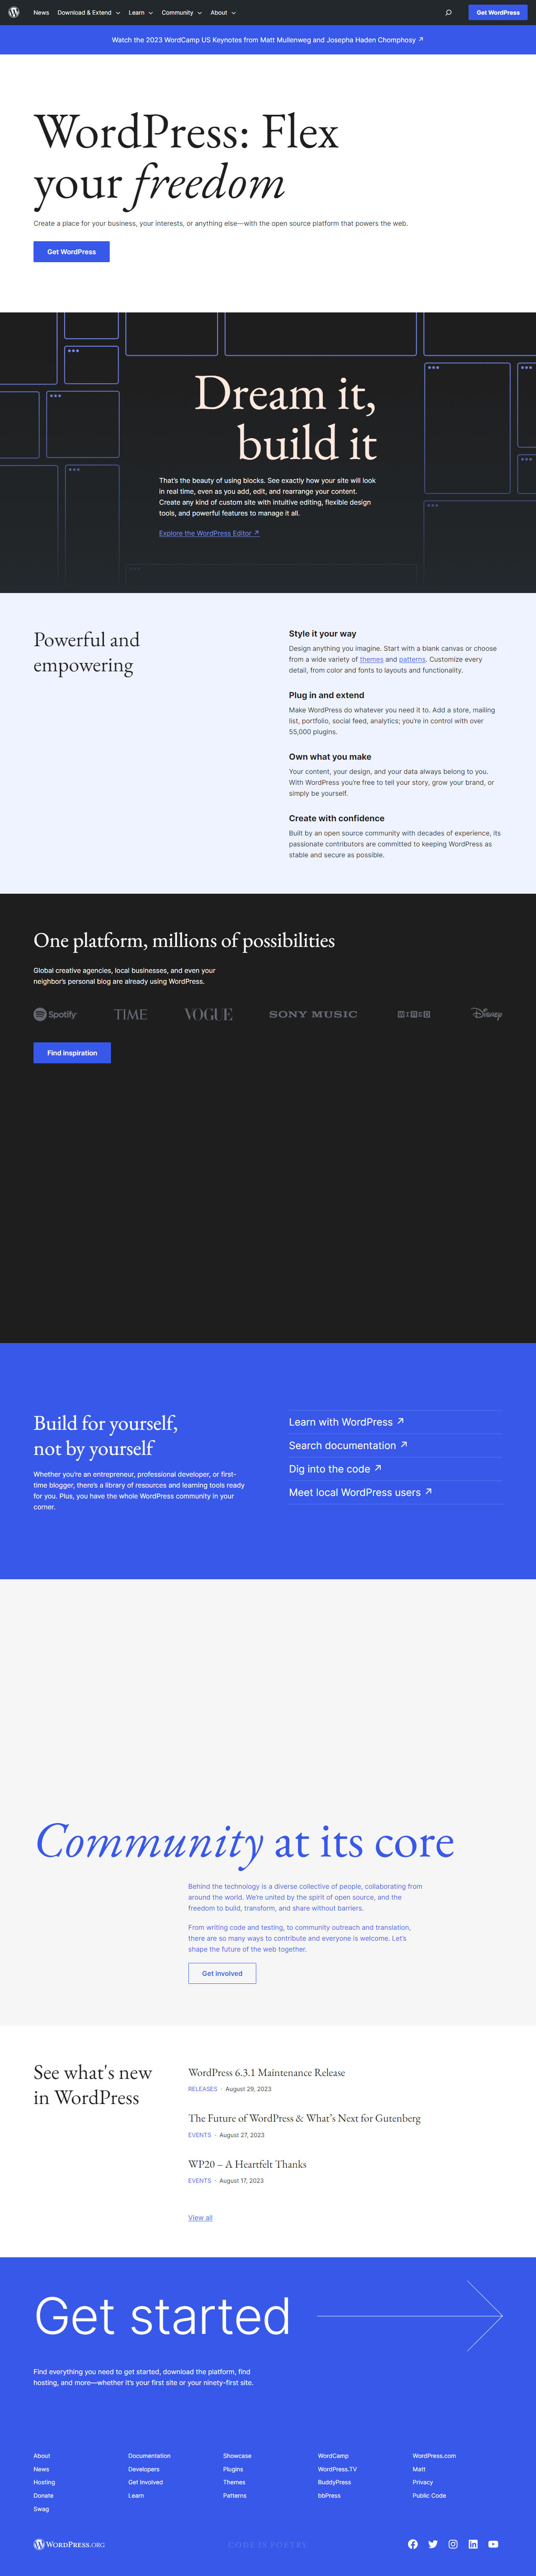 News Download & Extend Learn Community About Get WordPress
Watch the 2023 WordCamp US Keynotes from Matt Mullenweg and Josepha Haden Chomphosy ↗
WordPress: Flex
your freedom
Create a place for your business, your interests, or anything else—with the open source platform that powers the web.
Get WordPress
Dream it,
build it
That’s the beauty of using blocks. See exactly how your site will look
in real time, even as you add, edit, and rearrange your content.
Create any kind of custom site with intuitive editing, flexible design
tools, and powerful features to manage it all.
Explore the WordPress Editor ↗
Powerful and
empowering
Style it your way
Design anything you imagine. Start with a blank canvas or choose
from a wide variety of themes and patterns. Customize every
detail, from color and fonts to layouts and functionality.
Plug in and extend
Make WordPress do whatever you need it to. Add a store, mailing
list, portfolio, social feed, analytics; you’re in control with over
55,000 plugins.
Own what you make
Your content, your design, and your data always belong to you.
With WordPress you’re free to tell your story, grow your brand, or
simply be yourself.
Create with confidence
Built by an open source community with decades of experience, its
passionate contributors are committed to keeping WordPress as
stable and secure as possible.
One platform, millions of possibilities
Global creative agencies, local businesses, and even your
neighbor’s personal blog are already using WordPress.
Spotify TIME VOGUE SONY MUSIC WIRED Disney
Find inspiration
Build for yourself,
not by yourself
Whether you’re an entrepreneur, professional developer, or first-
time blogger, there’s a library of resources and learning tools ready
for you. Plus, you have the whole WordPress community in your
corner.
Learn with WordPress ↗
Search documentation ↗
Dig into the code ↗
Meet local WordPress users ↗
Community at its core
Behind the technology is a diverse collective of people, collaborating from
around the world. We’re united by the spirit of open source, and the
freedom to build, transform, and share without barriers.
From writing code and testing, to community outreach and translation,
there are so many ways to contribute and everyone is welcome. Let’s
shape the future of the web together.
Get involved
See what's new
in WordPress
WordPress 6.3.1 Maintenance Release
RELEASES · August 29, 2023
The Future of WordPress & What’s Next for Gutenberg
EVENTS · August 27, 2023
WP20 – A Heartfelt Thanks
EVENTS · August 17, 2023
View all
Get started
Find everything you need to get started, download the platform, find
hosting, and more—whether it’s your first site or your ninety-first site.
About Documentation Showcase WordCamp WordPress.com
News Developers Plugins WordPress.TV Matt
Hosting Get Involved Themes BuddyPress Privacy
Donate Learn Patterns bbPress Public Code
Swag
WORDPRESS.ORG CODE IS POETRY